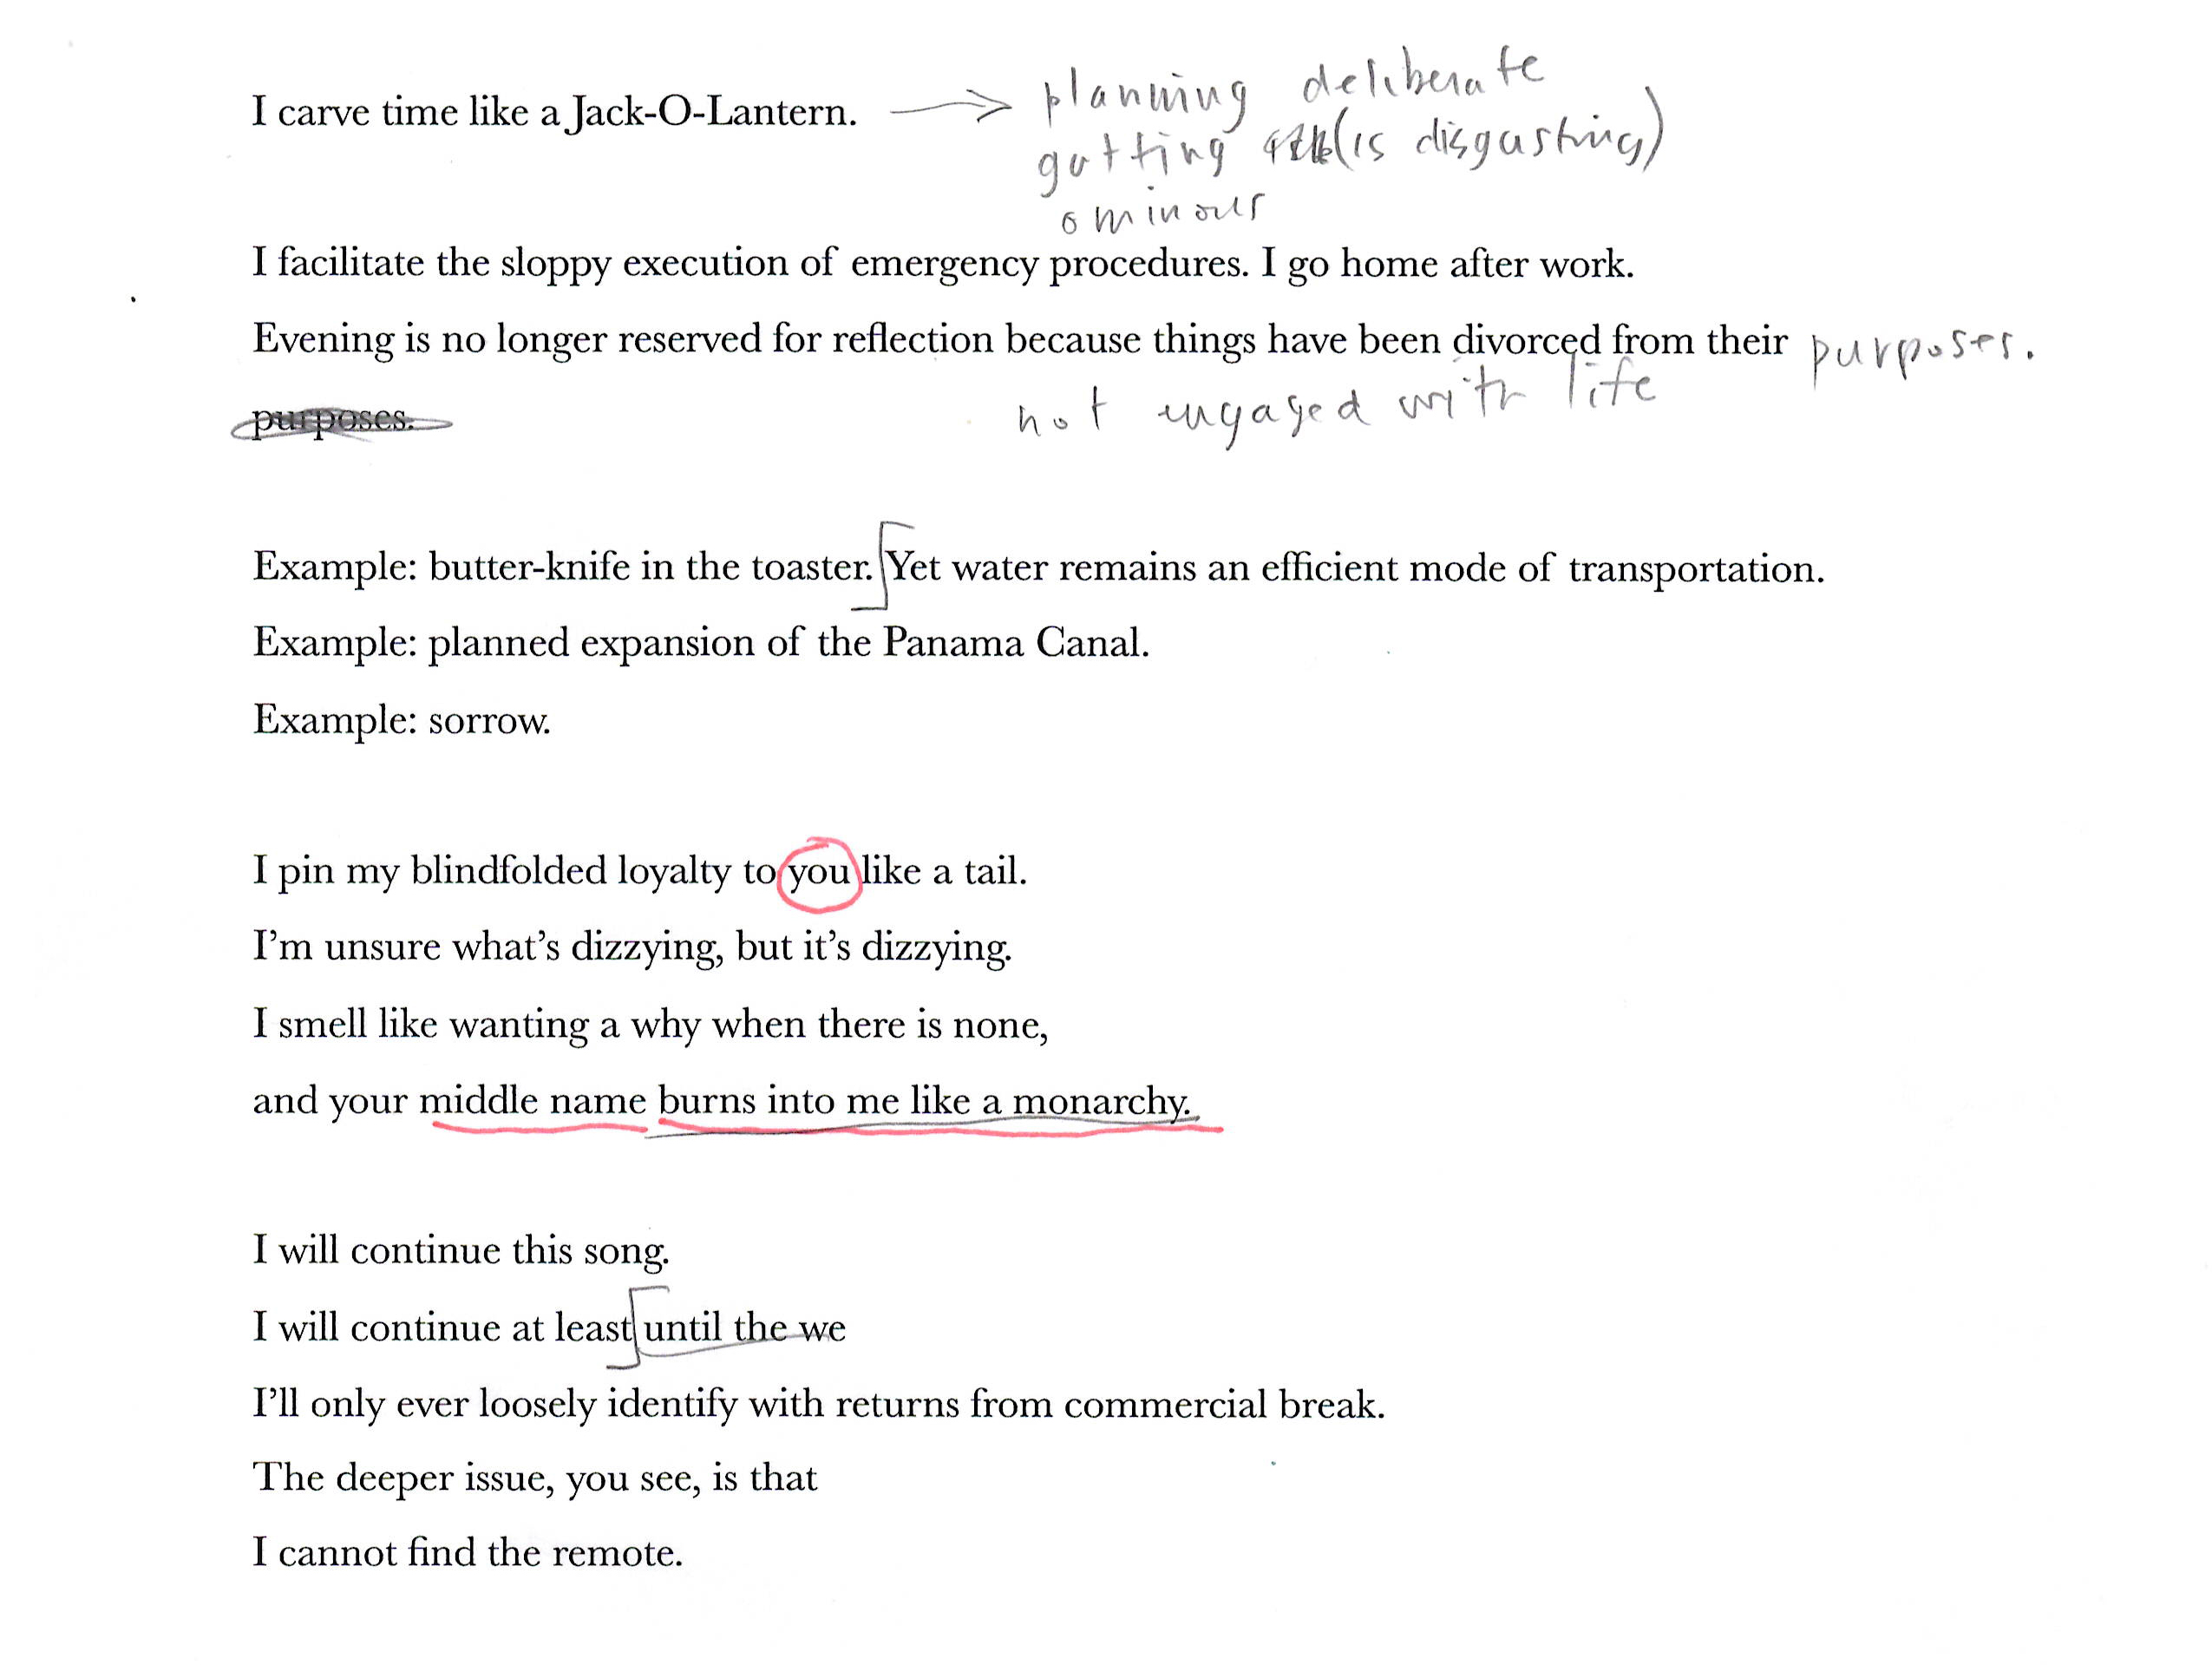 I carve time like a Jack-O-Lantern.
planning deliberate
gutting (is disgusting)
ominous
I facilitate the sloppy execution of emergency procedures. I go home after work.
Evening is no longer reserved for reflection because things have been divorced from their purposes.
purposes.
not engaged with life
Example: butter-knife in the toaster. Yet water remains an efficient mode of transportation.
Example: planned expansion of the Panama Canal.
Example: sorrow.
I pin my blindfolded loyalty to you like a tail.
I'm unsure what's dizzying, but it's dizzying.
I smell like wanting a why when there is none,
and your middle name burns into me like a monarchy.
I will continue this song.
I will continue at least until the we
I'll only ever loosely identify with returns from commercial break.
The deeper issue, you see, is that
I cannot find the remote.